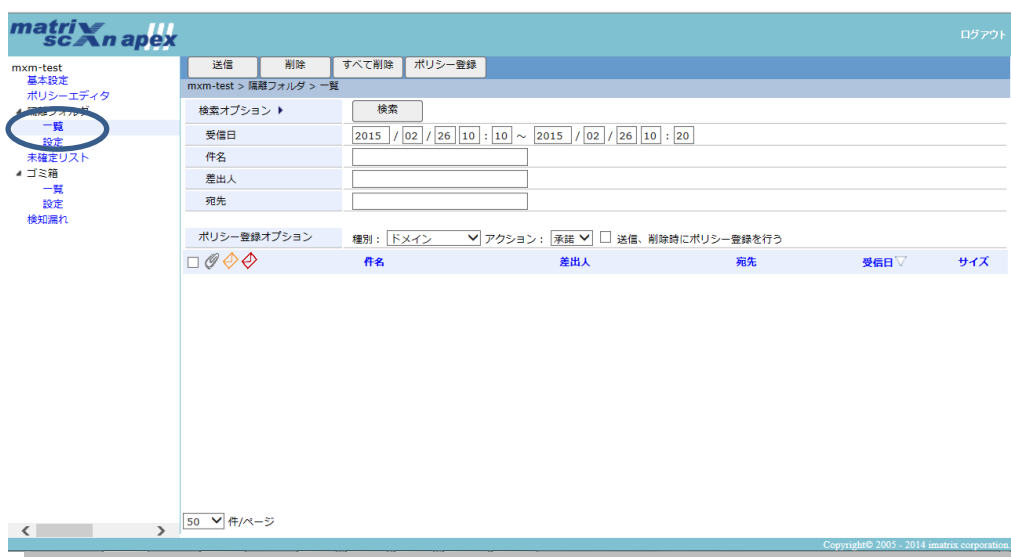 matrix
scan apex
ログアウト
mxm-test
基本設定
ポリシーエディタ
隔離フォルダ
一覧
設定
未確定リスト
ゴミ箱
一覧
設定
検知漏れ
送信 削除 すべて削除 ポリシー登録
mxm-test > 隔離フォルダ > 一覧
検索オプション 検索
受信日 2015 / 02 / 26 10 : 10 ～ 2015 / 02 / 26 10 : 20
件名
差出人
宛先
ポリシー登録オプション 種別： ドメイン アクション： 承諾 送信、削除時にポリシー登録を行う
件名 差出人 宛先 受信日 サイズ
50 件/ページ
Copyright© 2005 - 2014 imatrix corporation.